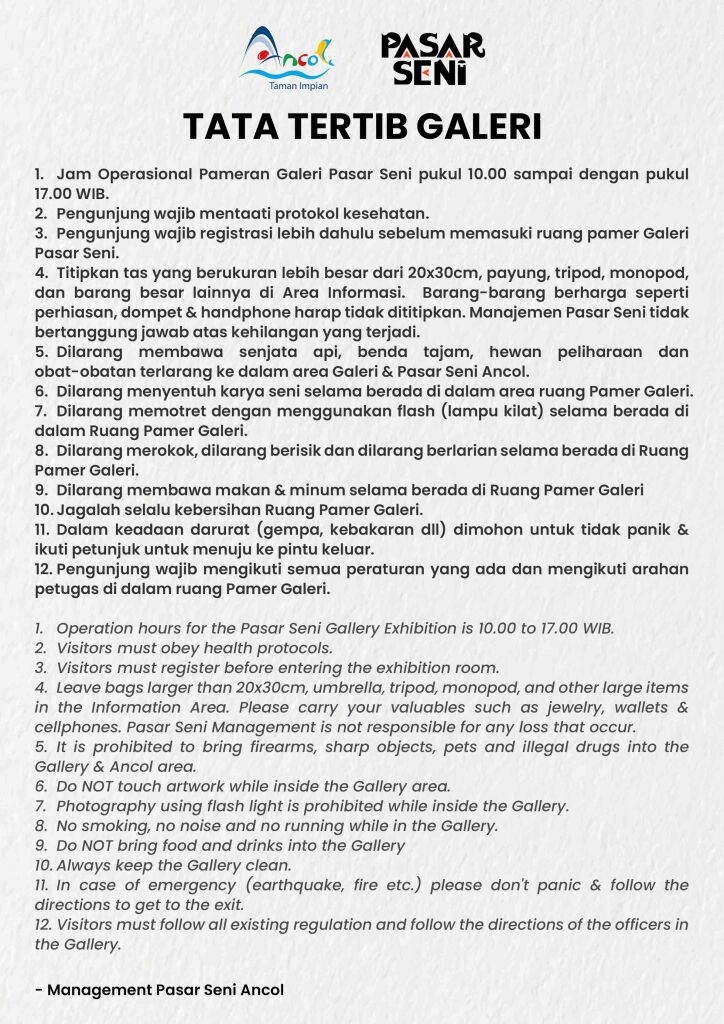 Ancol
Taman Impian
PASAR
SENI
TATA TERTIB GALERI
1. Jam Operasional Pameran Galeri Pasar Seni pukul 10.00 sampai dengan pukul
17.00 WIB.
2. Pengunjung wajib mentaati protokol kesehatan.
3. Pengunjung wajib registrasi lebih dahulu sebelum memasuki ruang pamer Galeri
Pasar Seni.
4. Titipkan tas yang berukuran lebih besar dari 20x30cm, payung, tripod, monopod,
dan barang besar lainnya di Area Informasi. Barang-barang berharga seperti
perhiasan, dompet & handphone harap tidak dititipkan. Manajemen Pasar Seni tidak
bertanggung jawab atas kehilangan yang terjadi.
5. Dilarang membawa senjata api, benda tajam, hewan peliharaan dan
obat-obatan terlarang ke dalam area Galeri & Pasar Seni Ancol.
6. Dilarang menyentuh karya seni selama berada di dalam area ruang Pamer Galeri.
7. Dilarang memotret dengan menggunakan flash (lampu kilat) selama berada di
dalam Ruang Pamer Galeri.
8. Dilarang merokok, dilarang berisik dan dilarang berlarian selama berada di Ruang
Pamer Galeri.
9. Dilarang membawa makan & minum selama berada di Ruang Pamer Galeri
10. Jagalah selalu kebersihan Ruang Pamer Galeri.
11. Dalam keadaan darurat (gempa, kebakaran dll) dimohon untuk tidak panik &
ikuti petunjuk untuk menuju ke pintu keluar.
12. Pengunjung wajib mengikuti semua peraturan yang ada dan mengikuti arahan
petugas di dalam ruang Pamer Galeri.
1. Operation hours for the Pasar Seni Gallery Exhibition is 10.00 to 17.00 WIB.
2. Visitors must obey health protocols.
3. Visitors must register before entering the exhibition room.
4. Leave bags larger than 20x30cm, umbrella, tripod, monopod, and other large items
in the Information Area. Please carry your valuables such as jewelry, wallets &
cellphones. Pasar Seni Management is not responsible for any loss that occur.
5. It is prohibited to bring firearms, sharp objects, pets and illegal drugs into the
Gallery & Ancol area.
6. Do NOT touch artwork while inside the Gallery area.
7. Photography using flash light is prohibited while inside the Gallery.
8. No smoking, no noise and no running while in the Gallery.
9. Do NOT bring food and drinks into the Gallery
10. Always keep the Gallery clean.
11. In case of emergency (earthquake, fire etc.) please don't panic & follow the
directions to get to the exit.
12. Visitors must follow all existing regulation and follow the directions of the officers in
the Gallery.
- Management Pasar Seni Ancol